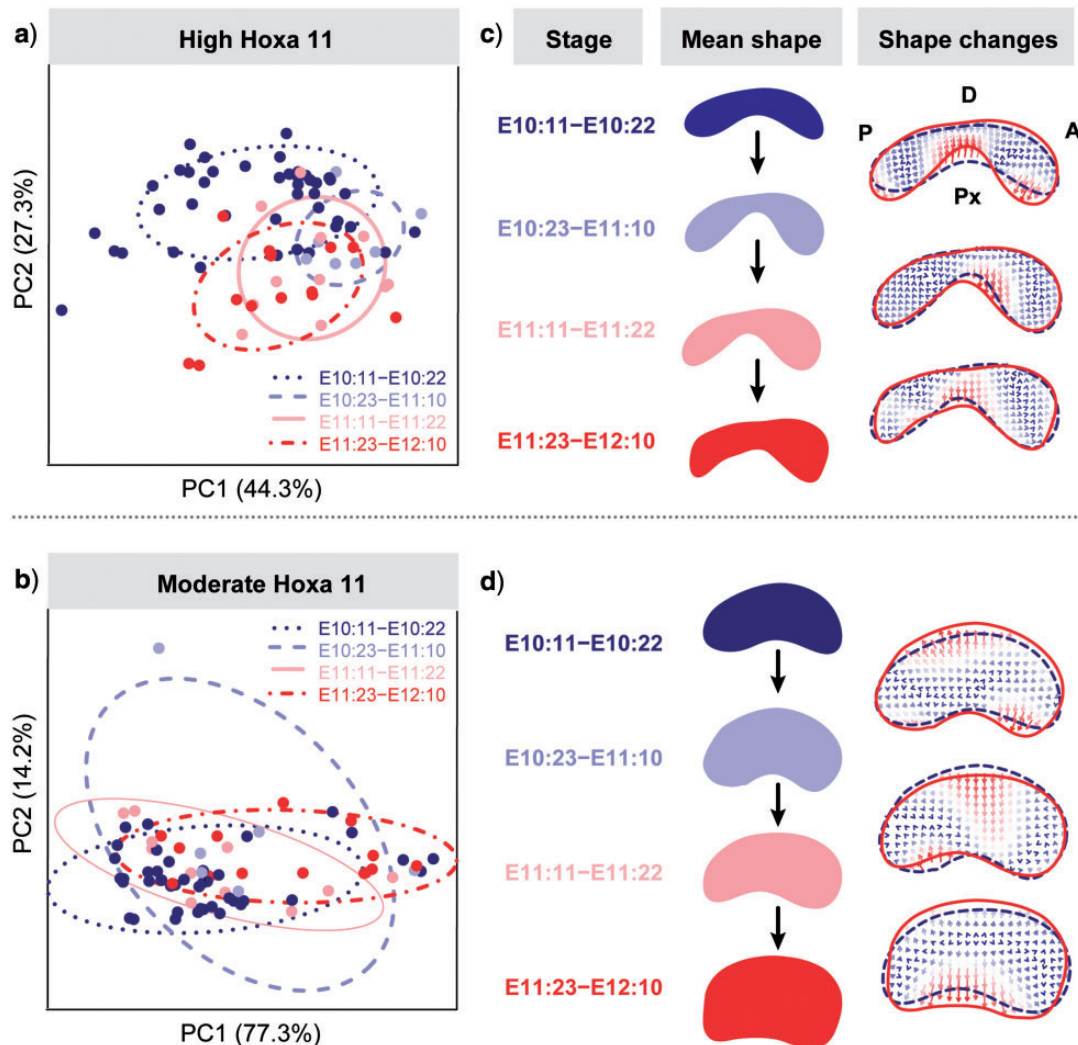 a)
High Hoxa 11
PC2 (27.3%)
E10:11–E10:22
E10:23–E11:10
E11:11–E11:22
E11:23–E12:10
PC1 (44.3%)
c)
Stage
Mean shape
Shape changes
E10:11–E10:22
E10:23–E11:10
E11:11–E11:22
E11:23–E12:10
D
P
A
Px
b)
Moderate Hoxa 11
E10:11–E10:22
E10:23–E11:10
E11:11–E11:22
E11:23–E12:10
PC2 (14.2%)
PC1 (77.3%)
d)
E10:11–E10:22
E10:23–E11:10
E11:11–E11:22
E11:23–E12:10